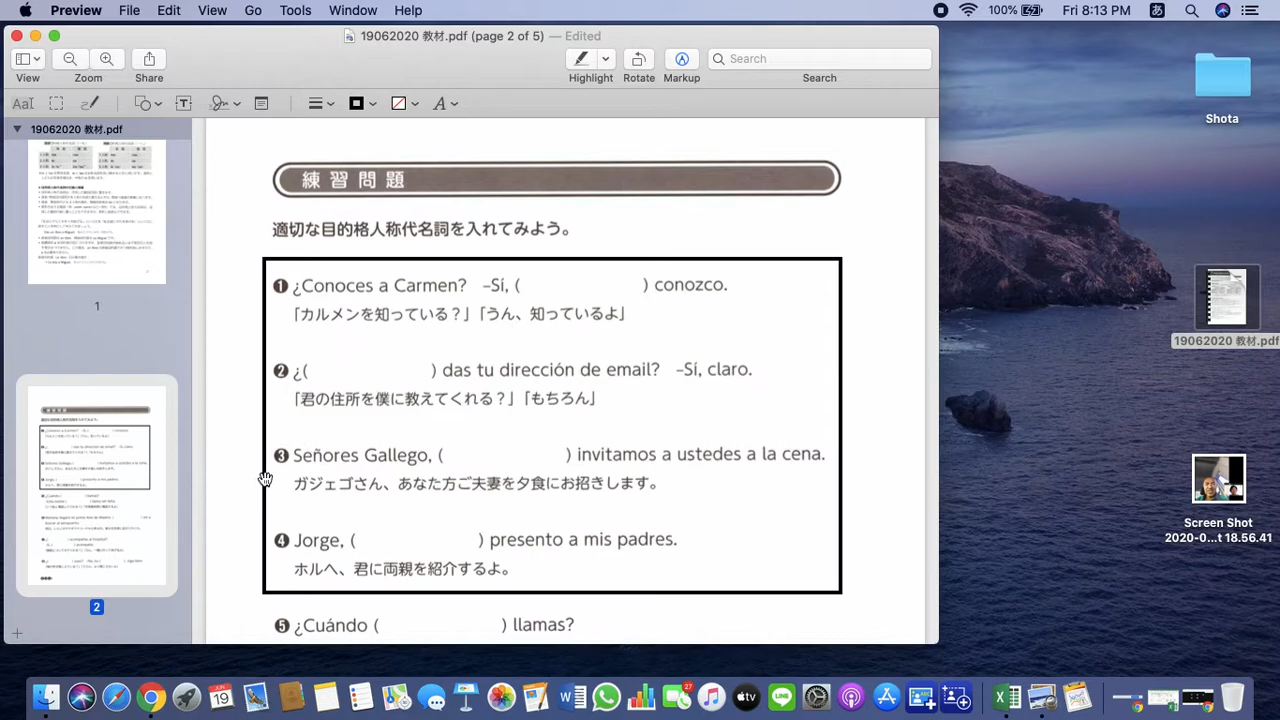 Preview File Edit View Go Tools Window Help 100% Fri 8:13 PM あ
19062020 教材.pdf (page 2 of 5) — Edited
Search
View Zoom Share Highlight Rotate Markup Search
19062020 教材.pdf
1
2
練習問題
適切な目的格人称代名詞を入れてみよう。
❶ ¿Conoces a Carmen? –Sí, ( ) conozco.
「カルメンを知っている？」「うん、知っているよ」
❷ ¿( ) das tu dirección de email? –Sí, claro.
「君の住所を僕に教えてくれる？」「もちろん」
❸ Señores Gallego, ( ) invitamos a ustedes a la cena.
ガジェゴさん、あなた方ご夫妻を夕食にお招きします。
❹ Jorge, ( ) presento a mis padres.
ホルヘ、君に両親を紹介するよ。
❺ ¿Cuándo ( ) llamas?
Shota
19062020 教材.pdf
Screen Shot
2020-0...t 18.56.41
JUN
19
27
tv
LINE